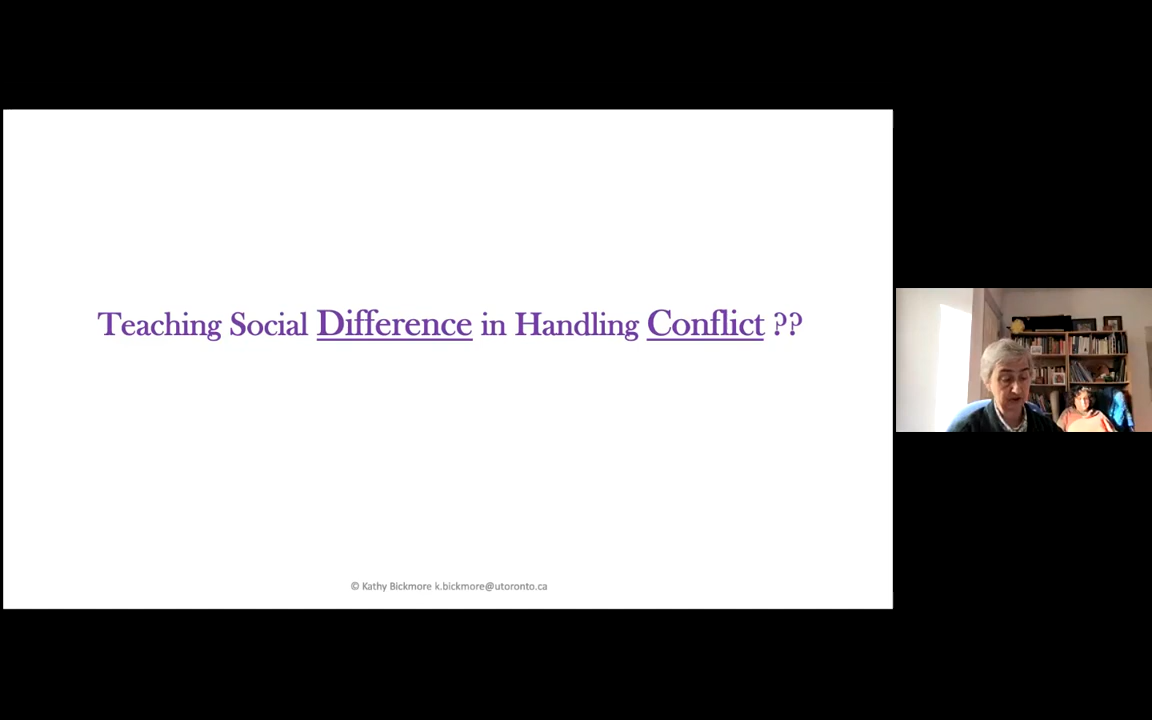 Teaching Social Difference in Handling Conflict ??
© Kathy Bickmore k.bickmore@utoronto.ca